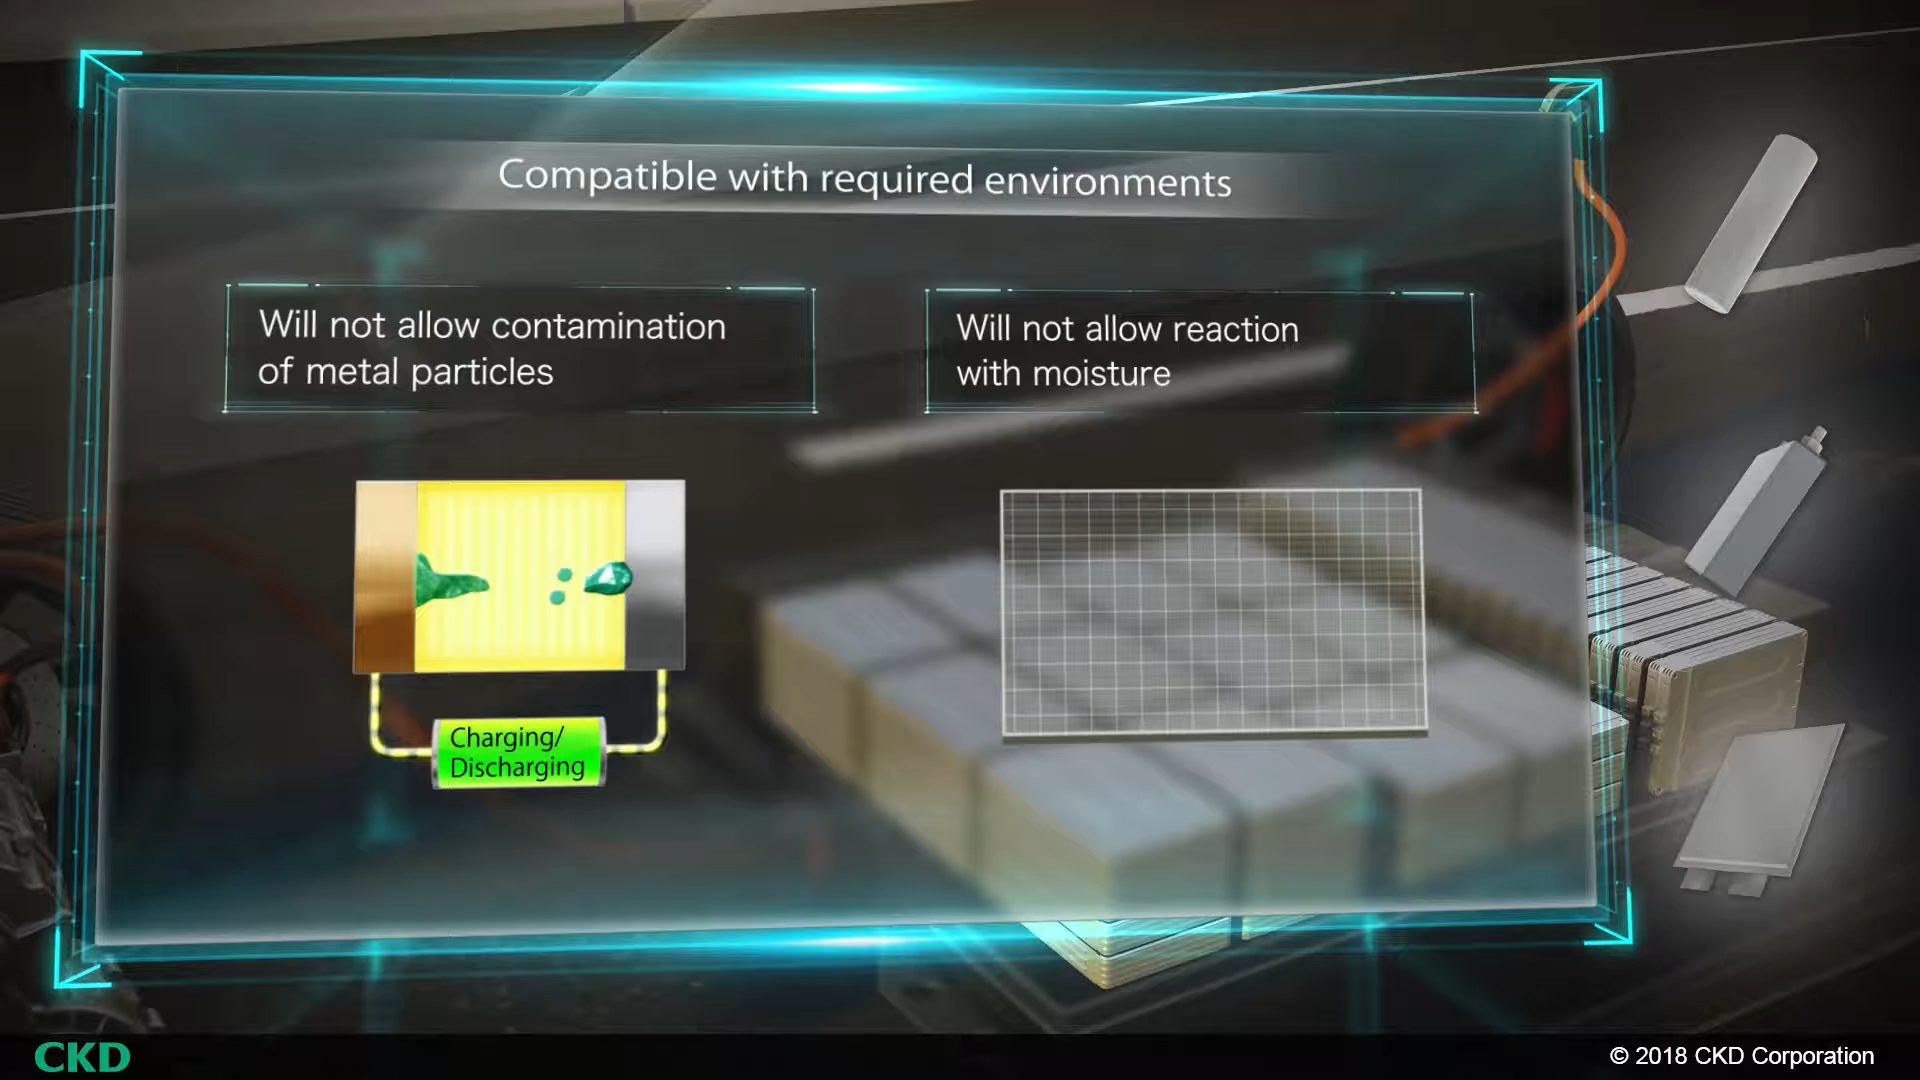 Compatible with required environments
Will not allow contamination
of metal particles
Will not allow reaction
with moisture
Charging/
Discharging
CKD
© 2018 CKD Corporation